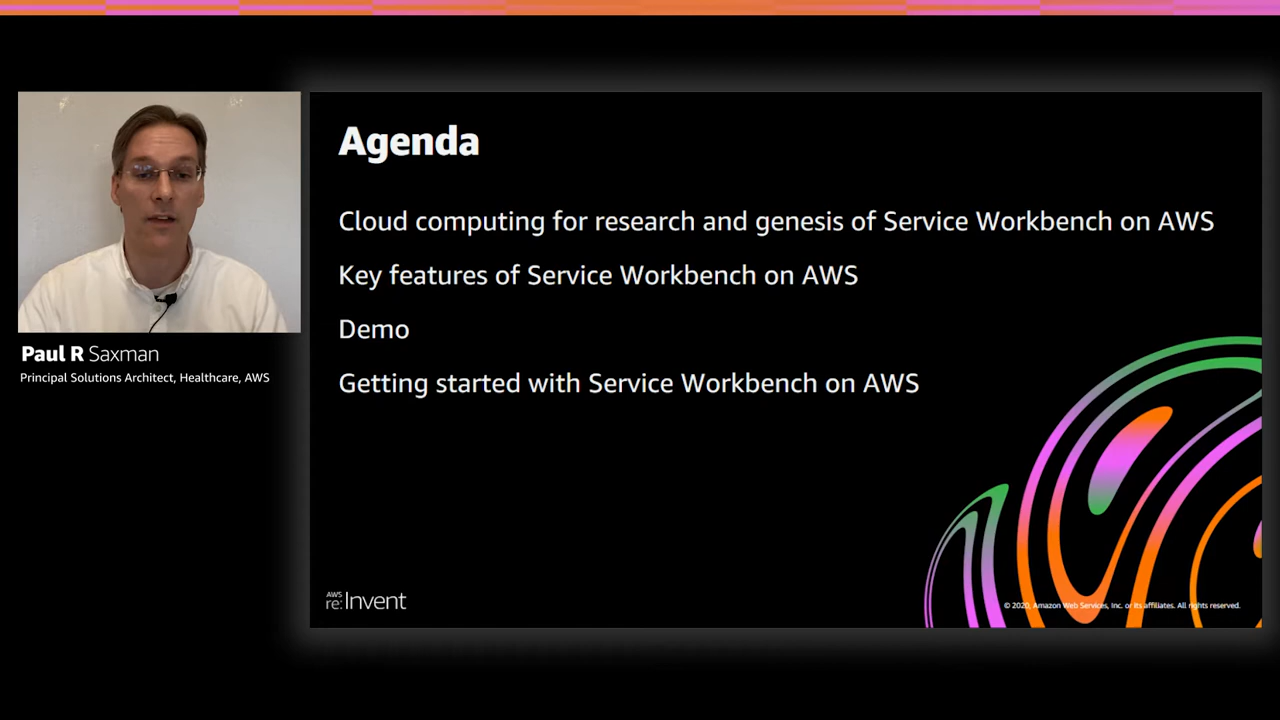 Agenda
Cloud computing for research and genesis of Service Workbench on AWS
Key features of Service Workbench on AWS
Demo
Getting started with Service Workbench on AWS
Paul R Saxman
Principal Solutions Architect, Healthcare, AWS
AWS
re:Invent
© 2020, Amazon Web Services, Inc. or its affiliates. All rights reserved.